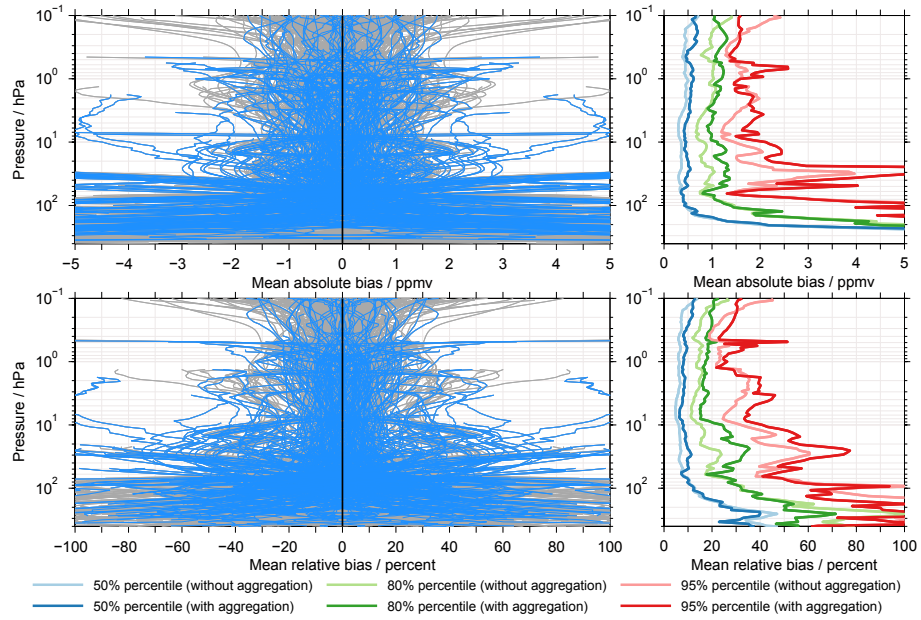 Pressure / hPa
10⁻¹
10⁰
10¹
10²
−5 −4 −3 −2 −1 0 1 2 3 4 5
Mean absolute bias / ppmv
0 1 2 3 4 5
Mean absolute bias / ppmv
Pressure / hPa
10⁻¹
10⁰
10¹
10²
−100 −80 −60 −40 −20 0 20 40 60 80 100
Mean relative bias / percent
0 20 40 60 80 100
Mean relative bias / percent
50% percentile (without aggregation) 80% percentile (without aggregation) 95% percentile (without aggregation)
50% percentile (with aggregation) 80% percentile (with aggregation) 95% percentile (with aggregation)